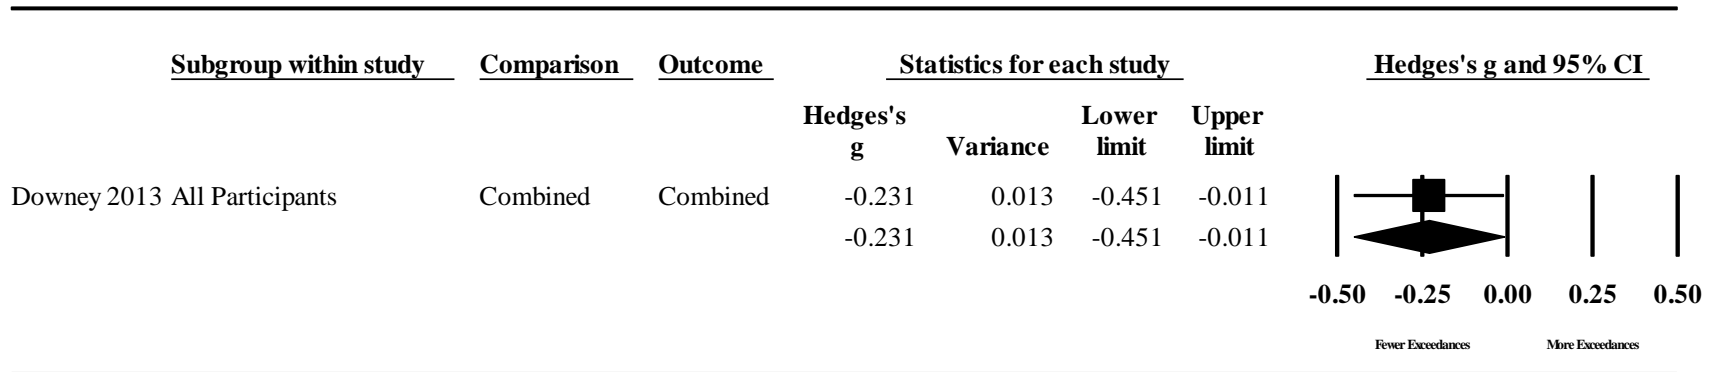 Subgroup within study Comparison Outcome Statistics for each study Hedges's g and 95% CI
Hedges's Lower Upper
g Variance limit limit
Downey 2013 All Participants Combined Combined -0.231 0.013 -0.451 -0.011
-0.231 0.013 -0.451 -0.011
-0.50 -0.25 0.00 0.25 0.50
Fewer Exceedances More Exceedances